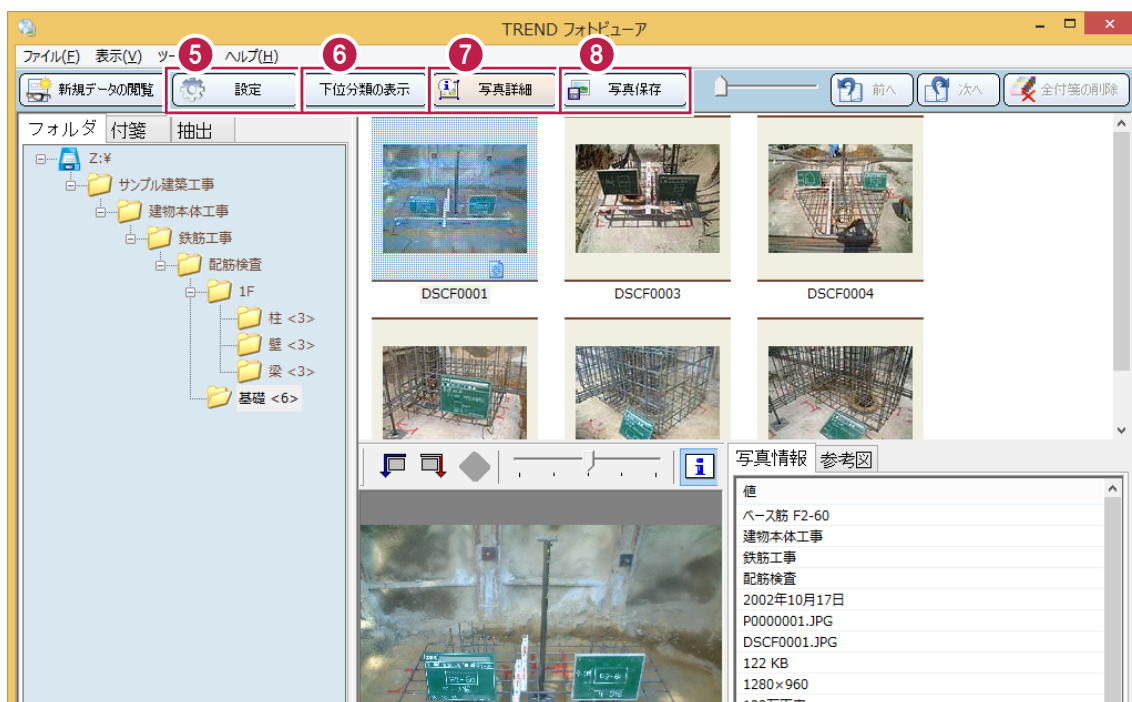 TREND フォトビューア
ファイル(F) 表示(V) ツー ヘルプ(H)
5 6 7 8
新規データの閲覧 設定 下位分類の表示 写真詳細 写真保存 前へ 次へ 全付箋の削除
フォルダ 付箋 抽出
Z:¥
サンプル建築工事
建物本体工事
鉄筋工事
配筋検査
1F
柱 <3>
壁 <3>
梁 <3>
基礎 <6>
DSCF0001 DSCF0003 DSCF0004
写真情報 参考図
値
ベース筋 F2-60
建物本体工事
鉄筋工事
配筋検査
2002年10月17日
P0000001.JPG
DSCF0001.JPG
122 KB
1280×960
F2-60 F2-60